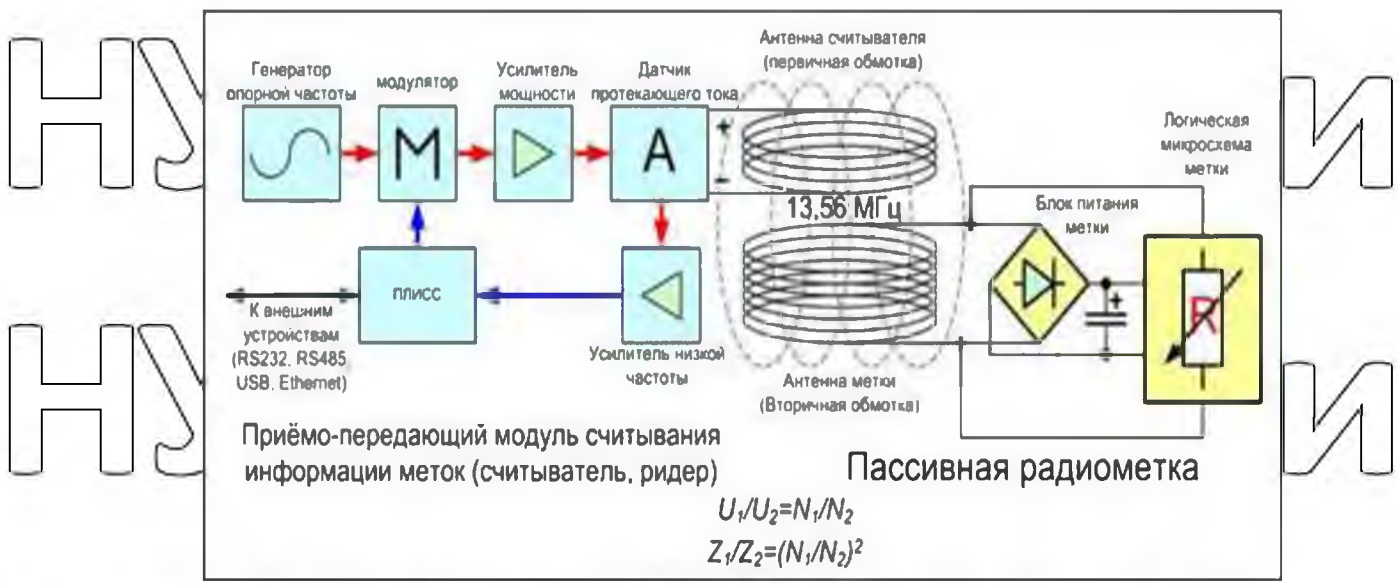 НУ
И
НУ
И
Антенна считывателя
(первичная обмотка)
Генератор
опорной частоты
модулятор
Усилитель
мощности
Датчик
протекающего тока
М
A
+
–
13,56 МГц
Логическая
микросхема
метки
Блок питания
метки
+
R
плисс
К внешним
устройствам
(RS232, RS485,
USB, Ethernet)
Усилитель низкой
частоты
Антенна метки
(Вторичная обмотка)
Приёмо-передающий модуль считывания
информации меток (считыватель, ридер)
Пассивная радиометка
U₁/U₂=N₁/N₂
Z₁/Z₂=(N₁/N₂)²